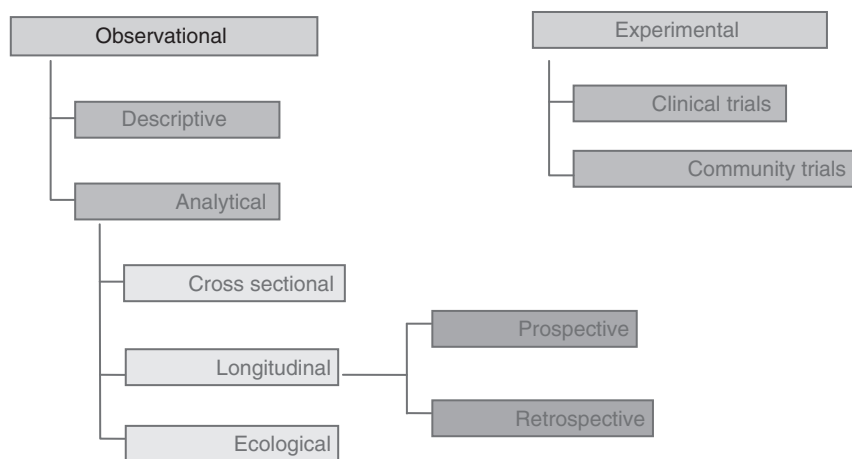 Observational
Descriptive
Analytical
Cross sectional
Longitudinal
Ecological
Prospective
Retrospective
Experimental
Clinical trials
Community trials